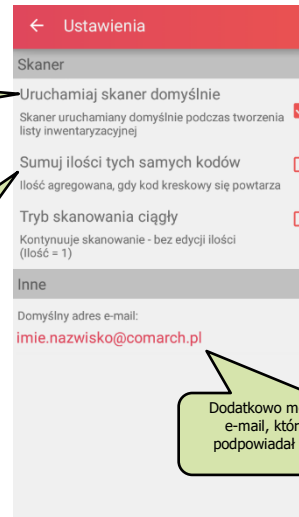 Ustawienia
Skaner
Uruchamiaj skaner domyślnie
Skaner uruchamiany domyślnie podczas tworzenia
listy inwentaryzacyjnej
Sumuj ilości tych samych kodów
Ilość agregowana, gdy kod kreskowy się powtarza
Tryb skanowania ciągły
Kontynuuje skanowanie - bez edycji ilości
(Ilość = 1)
Inne
Domyślny adres e-mail:
imie.nazwisko@comarch.pl
Dodatkowo
e-mail,
podpowiadał